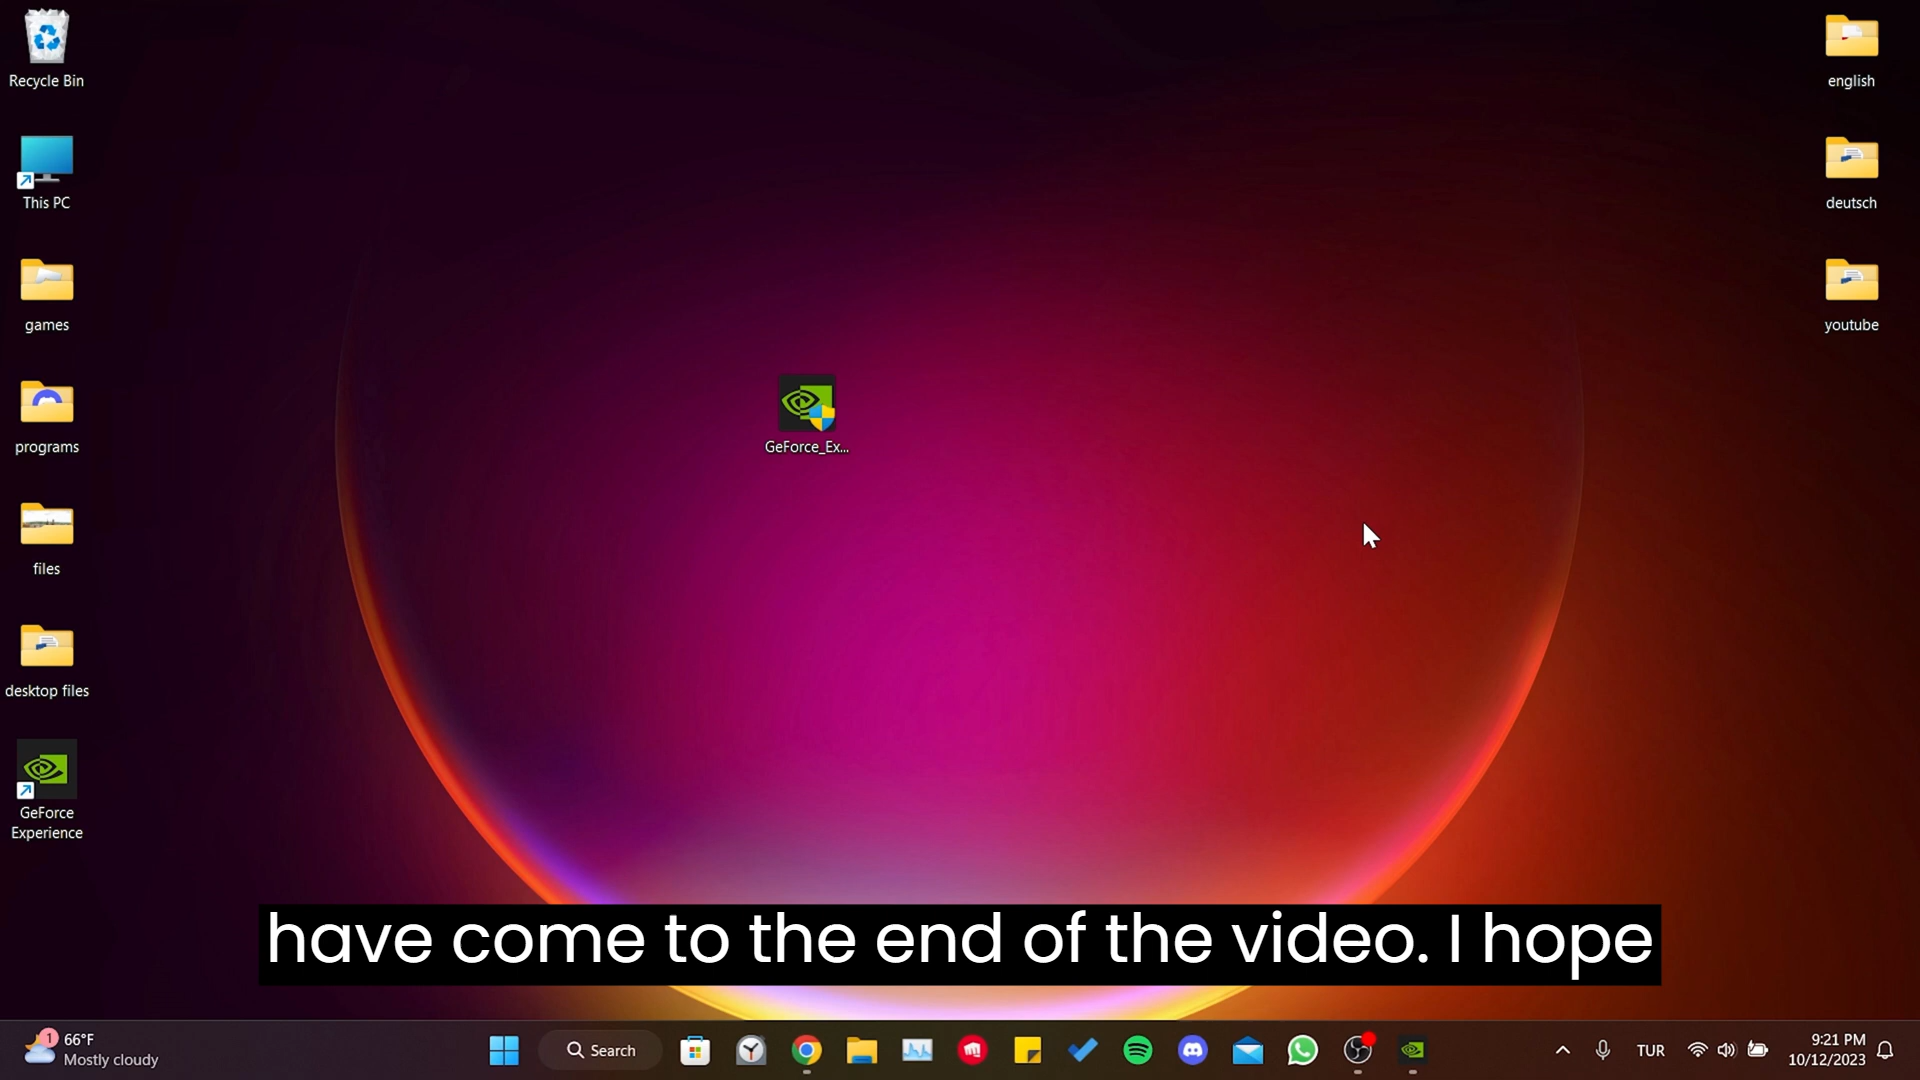 Recycle Bin
This PC
games
programs
files
desktop files
GeForce
Experience
GeForce_Ex...
english
deutsch
youtube
have come to the end of the video. I hope
1
66°F
Mostly cloudy
Search
TUR
9:21 PM
10/12/2023